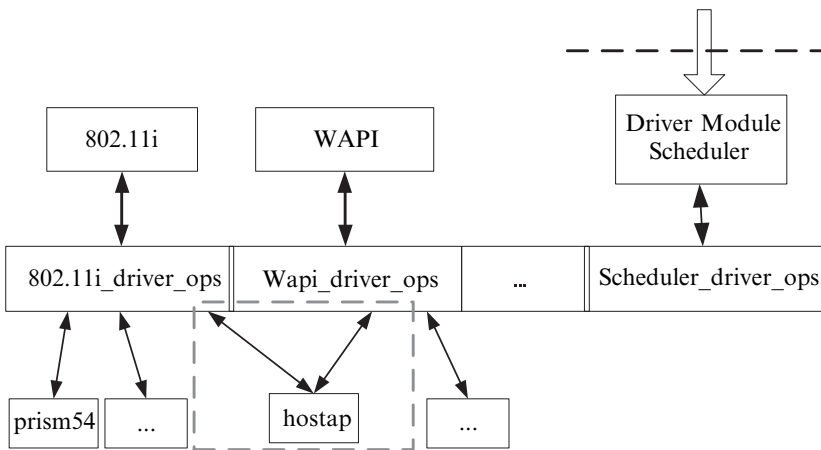 802.11i
WAPI
Driver Module
Scheduler
802.11i_driver_ops
Wapi_driver_ops
...
Scheduler_driver_ops
prism54
...
hostap
...